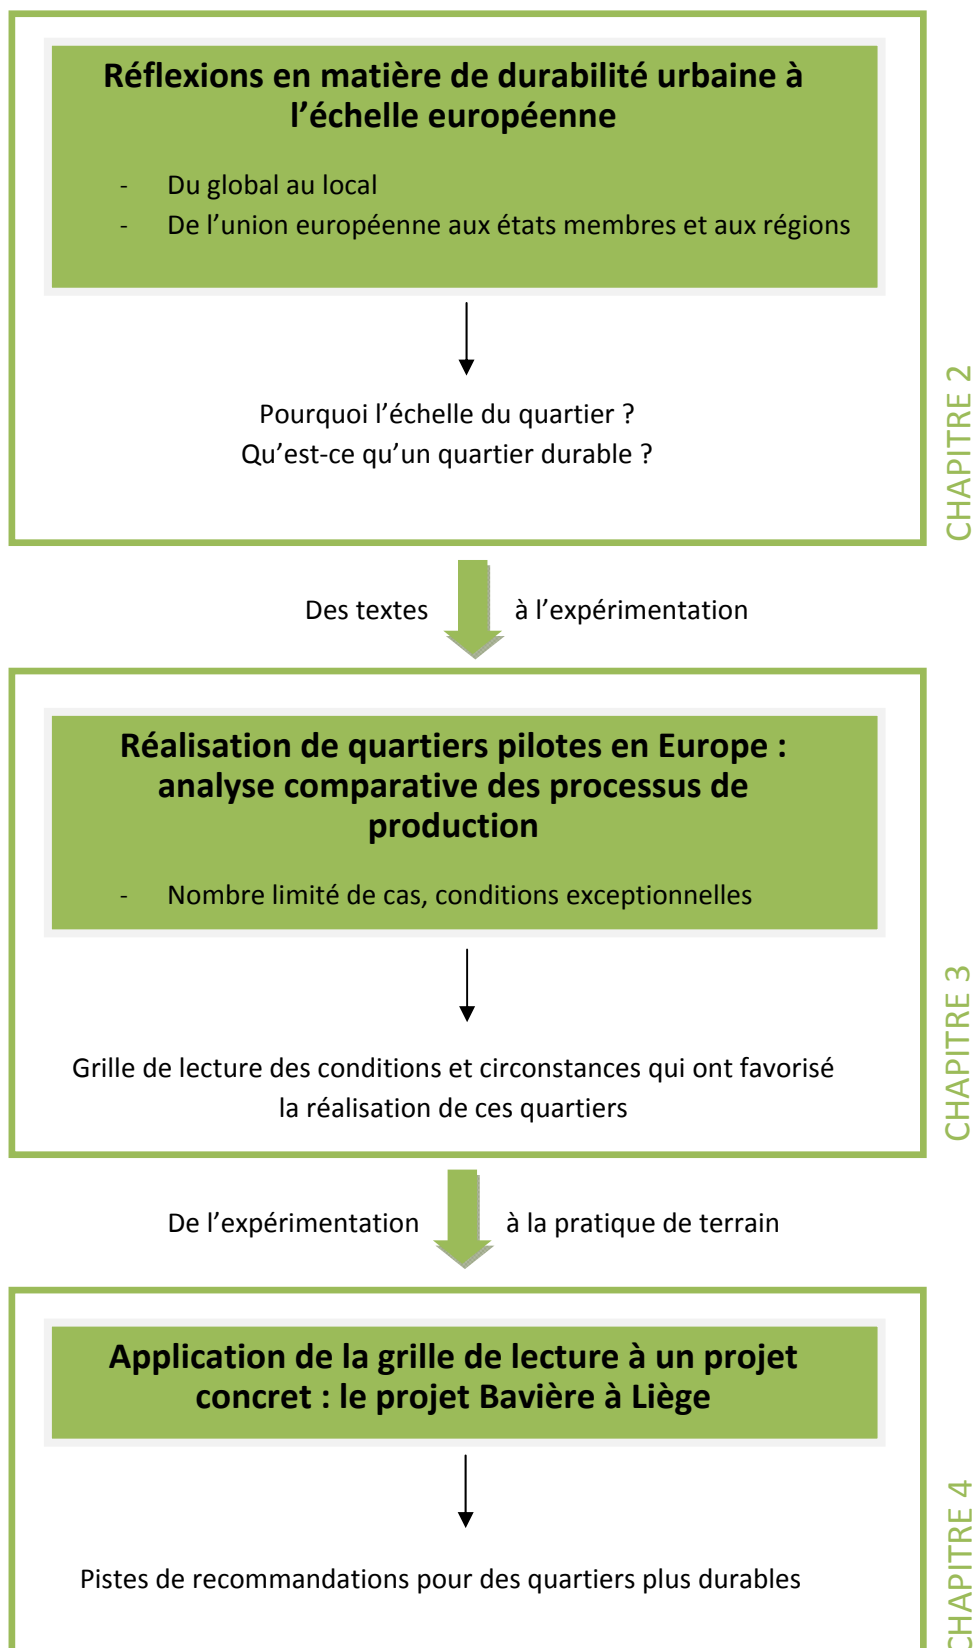 Réflexions en matière de durabilité urbaine à
l’échelle européenne
- Du global au local
- De l’union européenne aux états membres et aux régions
Pourquoi l’échelle du quartier ?
Qu’est-ce qu’un quartier durable ?
CHAPITRE 2
Des textes à l’expérimentation
Réalisation de quartiers pilotes en Europe :
analyse comparative des processus de
production
- Nombre limité de cas, conditions exceptionnelles
Grille de lecture des conditions et circonstances qui ont favorisé
la réalisation de ces quartiers
CHAPITRE 3
De l’expérimentation à la pratique de terrain
Application de la grille de lecture à un projet
concret : le projet Bavière à Liège
Pistes de recommandations pour des quartiers plus durables
CHAPITRE 4